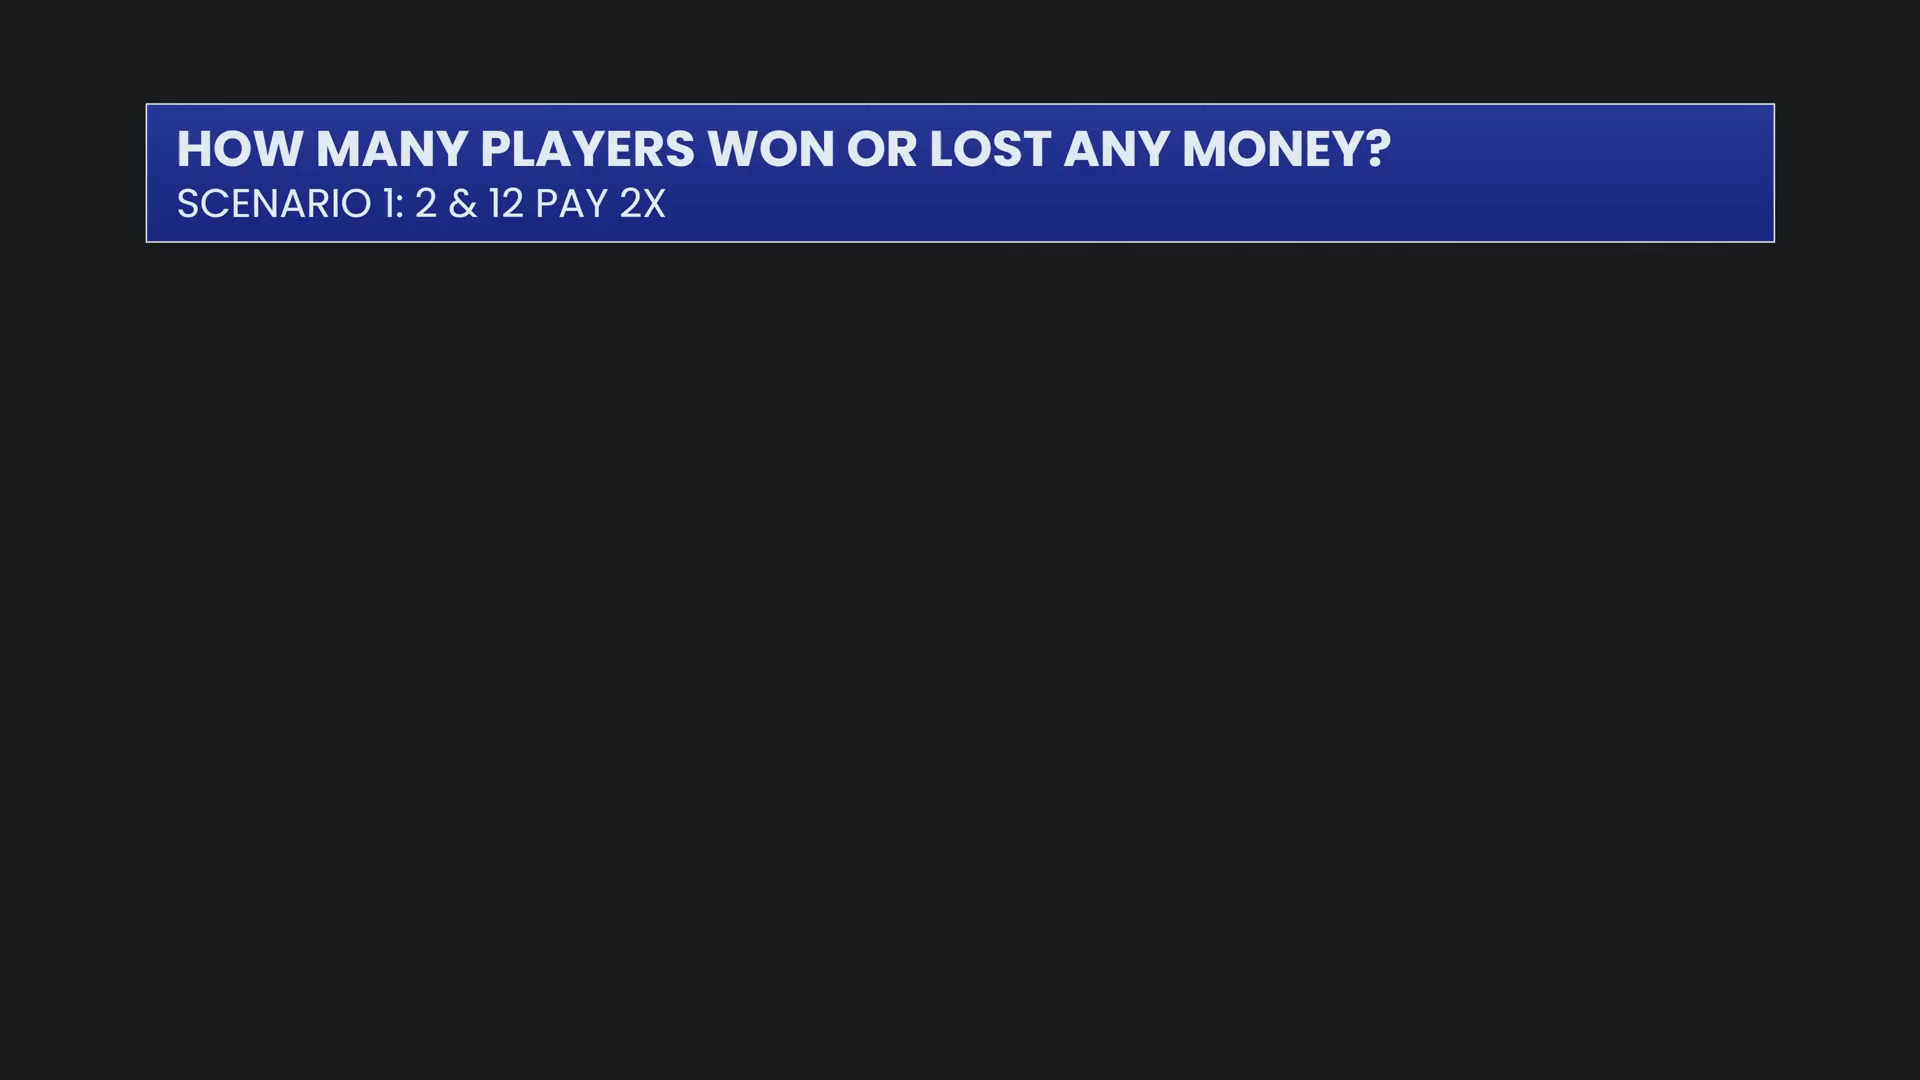 HOW MANY PLAYERS WON OR LOST ANY MONEY?
SCENARIO 1: 2 & 12 PAY 2X